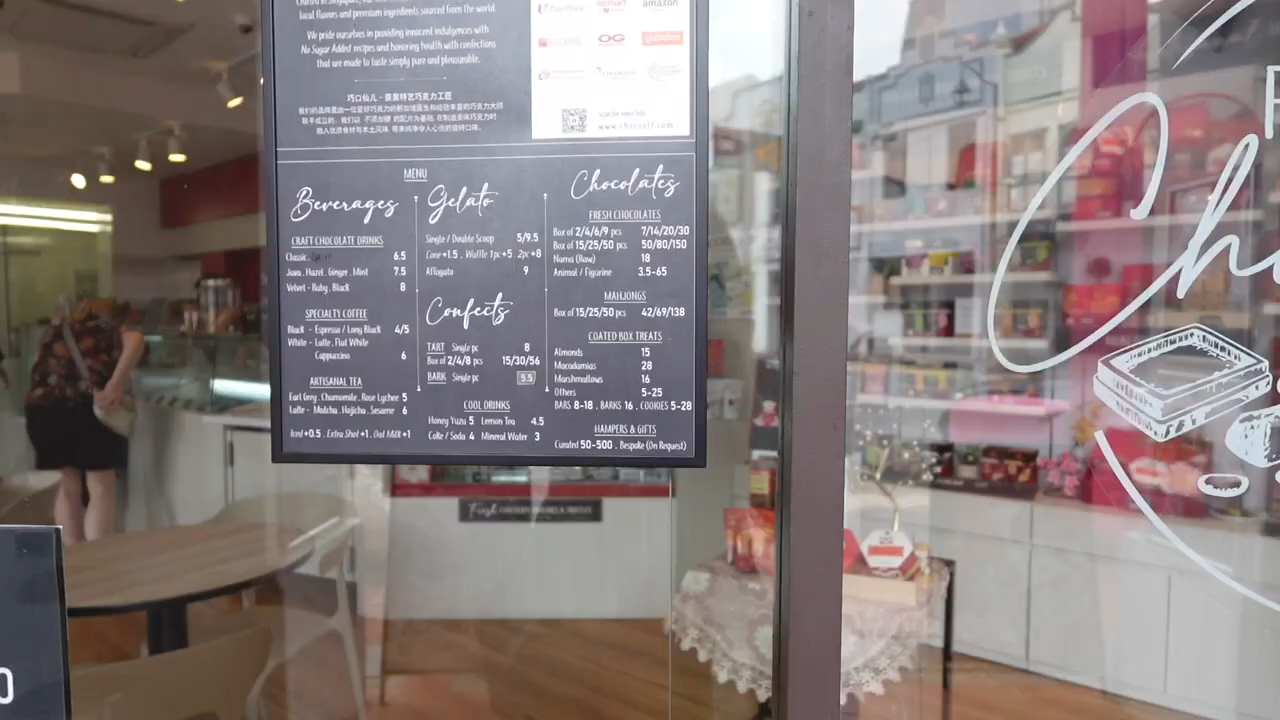 local flavors and premium ingredients sourced from the world.
We pride ourselves in providing innocent indulgences with
No Sugar Added recipes and honoring health with confections
that are made to taste simply pure and pleasurable.
amazon
OG
guardian
MENU
Beverages
CRAFT CHOCOLATE DRINKS
Classic 6.5
Java . Hazel . Ginger . Mint 7.5
Velvet - Ruby . Black 8
SPECIALTY COFFEE
Black - Espresso / Long Black 4/5
White - Latte . Flat White
Cappuccino 6
ARTISANAL TEA
Earl Grey . Chamomile . Rose Lychee 5
Latte - Matcha . Hojicha . Sesame 6
Iced +0.5 . Extra Shot +1 . Oat Milk +1
Gelato
Single / Double Scoop 5/9.5
Cone +1.5 . Waffle 1pc +5 2pc +8
Affogato 9
Confects
TART Single pc 8
Box of 2/4/8 pcs 15/30/56
BARK Single pc 5.5
COOL DRINKS
Honey Yuzu 5 Lemon Tea 4.5
Coke / Soda 4 Mineral Water 3
Chocolates
FRESH CHOCOLATES
Box of 2/4/6/9 pcs 7/14/20/30
Box of 15/25/50 pcs 50/80/150
Nama (Raw) 18
Animal / Figurine 3.5-65
MAHJONGS
Box of 15/25/50 pcs 42/69/138
COATED BOX TREATS
Almonds 15
Macadamias 28
Marshmallows 16
Others 5-25
BARS 8-18 . BARKS 16 . COOKIES 5-28
HAMPERS & GIFTS
Curated 50-500 . Bespoke (On Request)
Fresh
Ch